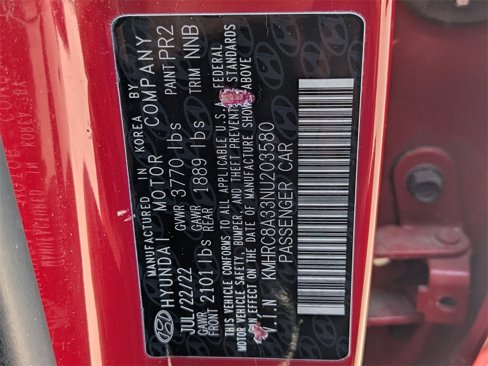 MANUFACTURED IN KOREA BY
HYUNDAI MOTOR COMPANY
JUL/22/22 GVWR 3770 lbs PAINT PR2
GAWR FRONT 2101 lbs GAWR REAR 1889 lbs TRIM NNB
THIS VEHICLE CONFORMS TO ALL APPLICABLE U.S.A. FEDERAL
MOTOR VEHICLE SAFETY, BUMPER, AND THEFT PREVENTION STANDARDS
IN EFFECT ON THE DATE OF MANUFACTURE SHOWN ABOVE
V.I.N KMHRC8A33NU203580
PASSENGER CAR